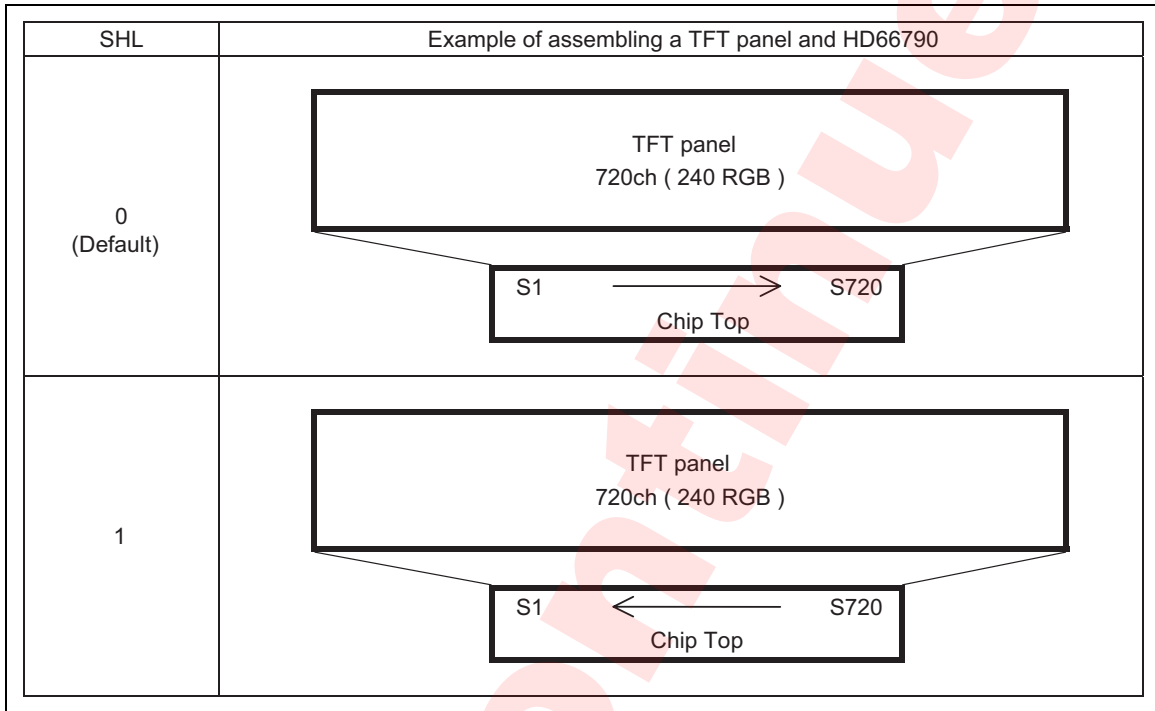 SHL
Example of assembling a TFT panel and HD66790
0
(Default)
TFT panel
720ch ( 240 RGB )
S1
S720
Chip Top
1
TFT panel
720ch ( 240 RGB )
S1
S720
Chip Top
ontinue